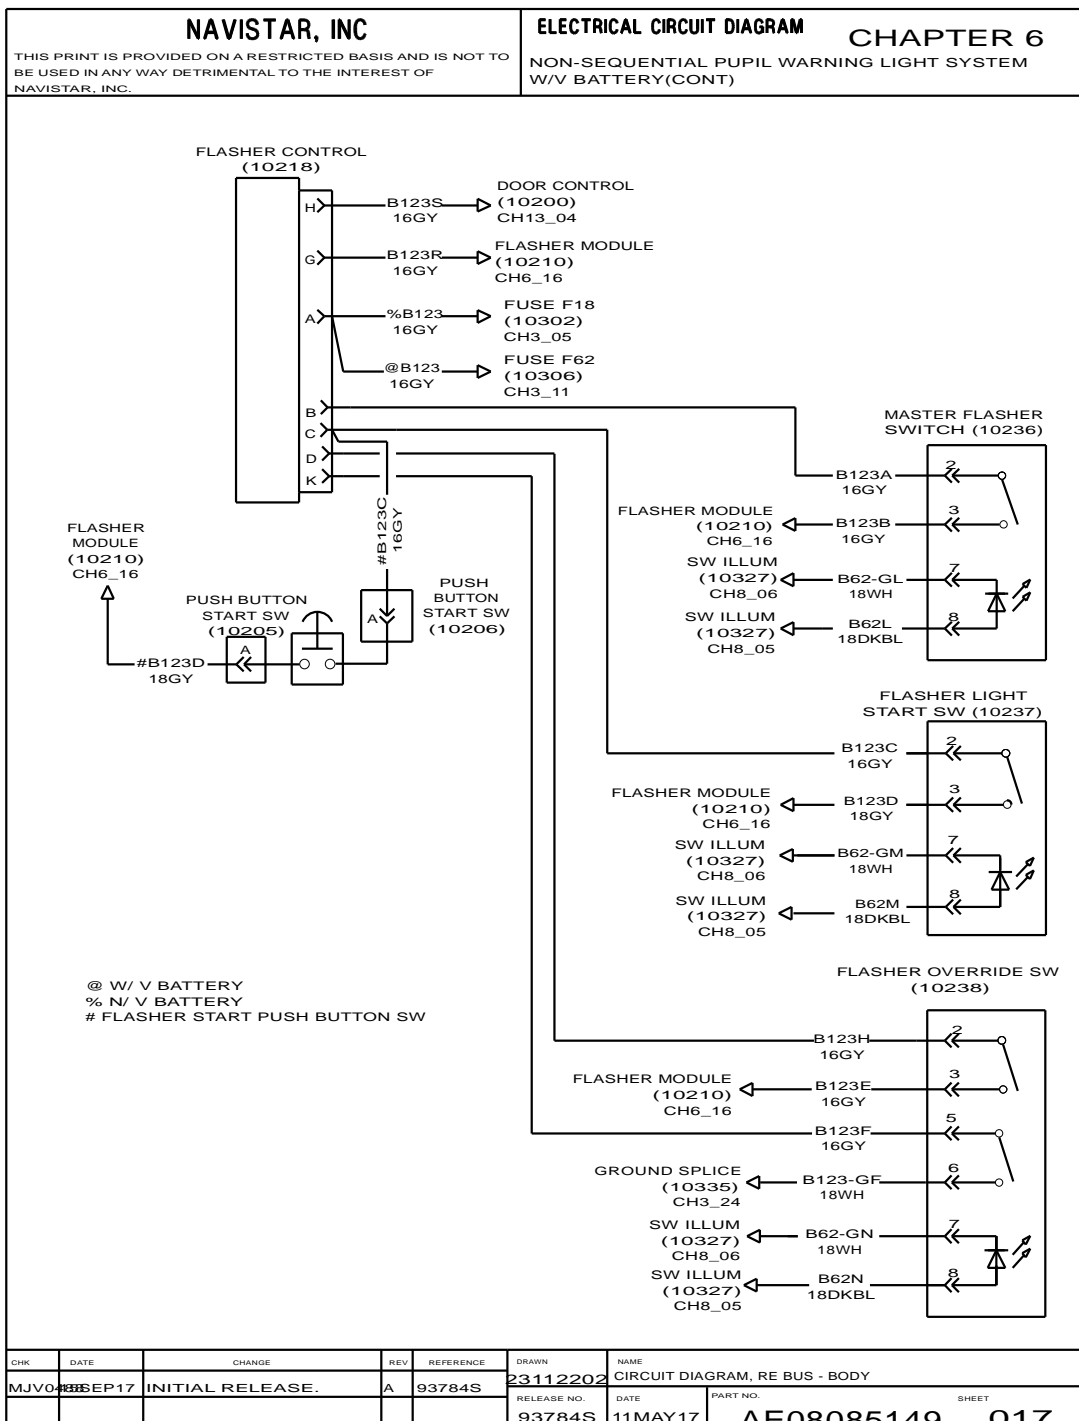 NAVISTAR, INC
THIS PRINT IS PROVIDED ON A RESTRICTED BASIS AND IS NOT TO
BE USED IN ANY WAY DETRIMENTAL TO THE INTEREST OF
NAVISTAR, INC.
ELECTRICAL CIRCUIT DIAGRAM
CHAPTER 6
NON-SEQUENTIAL PUPIL WARNING LIGHT SYSTEM
W/V BATTERY(CONT)
FLASHER CONTROL
(10218)
H
B123S
16GY
DOOR CONTROL
(10200)
CH13_04
G
B123R
16GY
FLASHER MODULE
(10210)
CH6_16
A
%B123
16GY
FUSE F18
(10302)
CH3_05
@B123
16GY
FUSE F62
(10306)
CH3_11
B
C
D
K
#B123C
16GY
FLASHER
MODULE
(10210)
CH6_16
PUSH BUTTON
START SW
(10205)
A
#B123D
18GY
A
PUSH
BUTTON
START SW
(10206)
MASTER FLASHER
SWITCH (10236)
B123A
16GY
2
FLASHER MODULE
(10210)
CH6_16
B123B
16GY
3
SW ILLUM
(10327)
CH8_06
B62-GL
18WH
7
SW ILLUM
(10327)
CH8_05
B62L
18DKBL
8
FLASHER LIGHT
START SW (10237)
B123C
16GY
2
FLASHER MODULE
(10210)
CH6_16
B123D
18GY
3
SW ILLUM
(10327)
CH8_06
B62-GM
18WH
7
SW ILLUM
(10327)
CH8_05
B62M
18DKBL
8
@ W/ V BATTERY
% N/ V BATTERY
# FLASHER START PUSH BUTTON SW
FLASHER OVERRIDE SW
(10238)
B123H
16GY
2
FLASHER MODULE
(10210)
CH6_16
B123E
16GY
3
B123F
16GY
5
GROUND SPLICE
(10335)
CH3_24
B123-GF
18WH
6
SW ILLUM
(10327)
CH8_06
B62-GN
18WH
7
SW ILLUM
(10327)
CH8_05
B62N
18DKBL
8
CHK DATE CHANGE REV REFERENCE
INITIAL RELEASE. A 93784S
DRAWN
23112202
NAME
CIRCUIT DIAGRAM, RE BUS - BODY
RELEASE NO.
93784S
DATE
11MAY17
PART NO.
AE08085149
SHEET
017